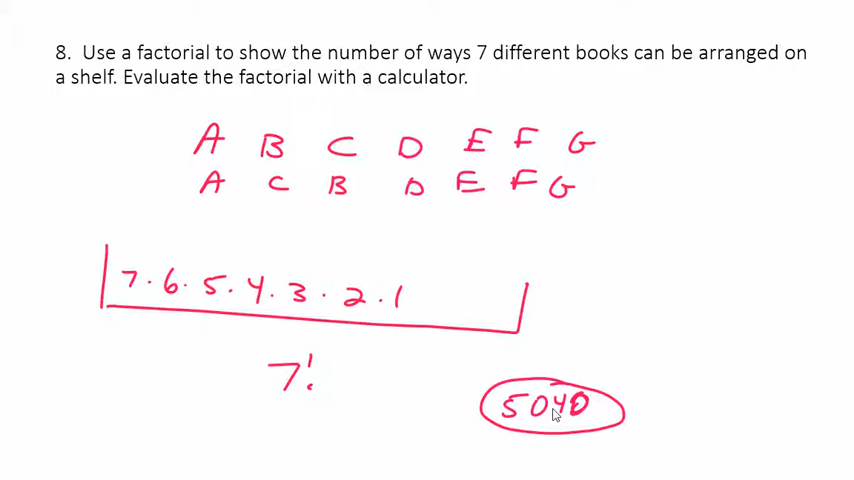 8. Use a factorial to show the number of ways 7 different books can be arranged on
a shelf. Evaluate the factorial with a calculator.
A B C D E F G
A C B D E F G
7·6·5·4·3·2·1
7!
5040